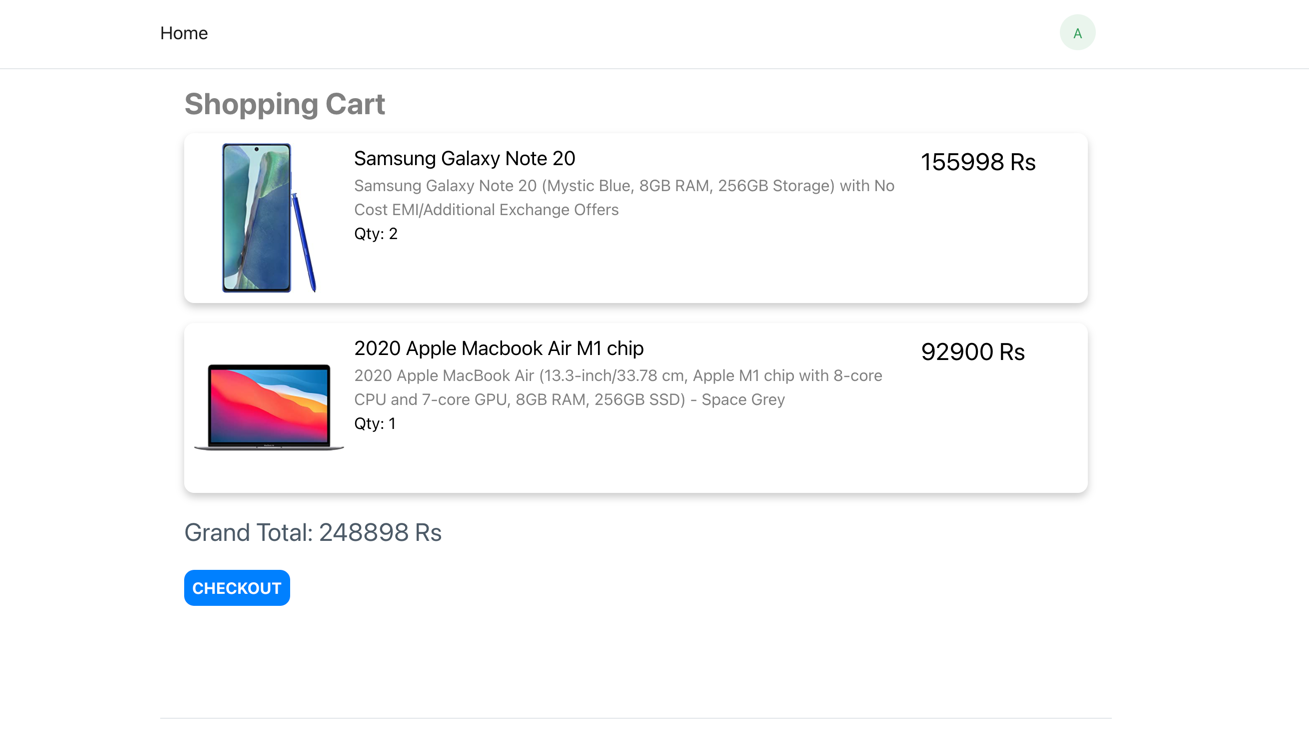 Home
A
Shopping Cart
Samsung Galaxy Note 20
155998 Rs
Samsung Galaxy Note 20 (Mystic Blue, 8GB RAM, 256GB Storage) with No
Cost EMI/Additional Exchange Offers
Qty: 2
2020 Apple Macbook Air M1 chip
92900 Rs
2020 Apple MacBook Air (13.3-inch/33.78 cm, Apple M1 chip with 8-core
CPU and 7-core GPU, 8GB RAM, 256GB SSD) - Space Grey
Qty: 1
Grand Total: 248898 Rs
CHECKOUT